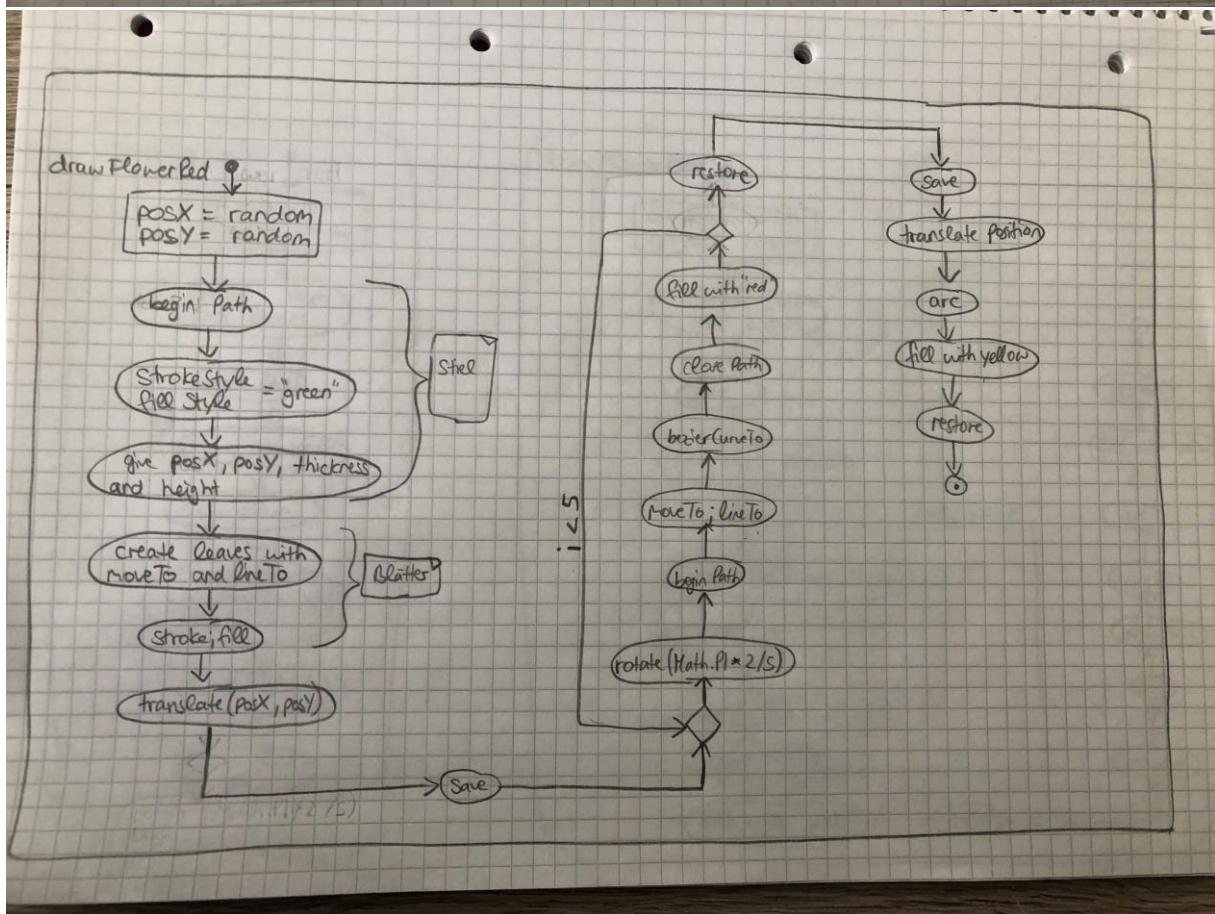 drawFlowerRed
posX = random
posY = random
begin Path
StrokeStyle
fill Style
= "green"
Stiel
give posX, posY, thickness
and height
create leaves with
moveTo and lineTo
Blätter
Stroke; fill
translate (posX, posY)
Save
i < 5
rotate (Math.PI * 2/5)
begin Path
moveTo; lineTo
bezierCurveTo
close Path
fill with "red"
restore
Save
translate Position
arc
fill with yellow
restore